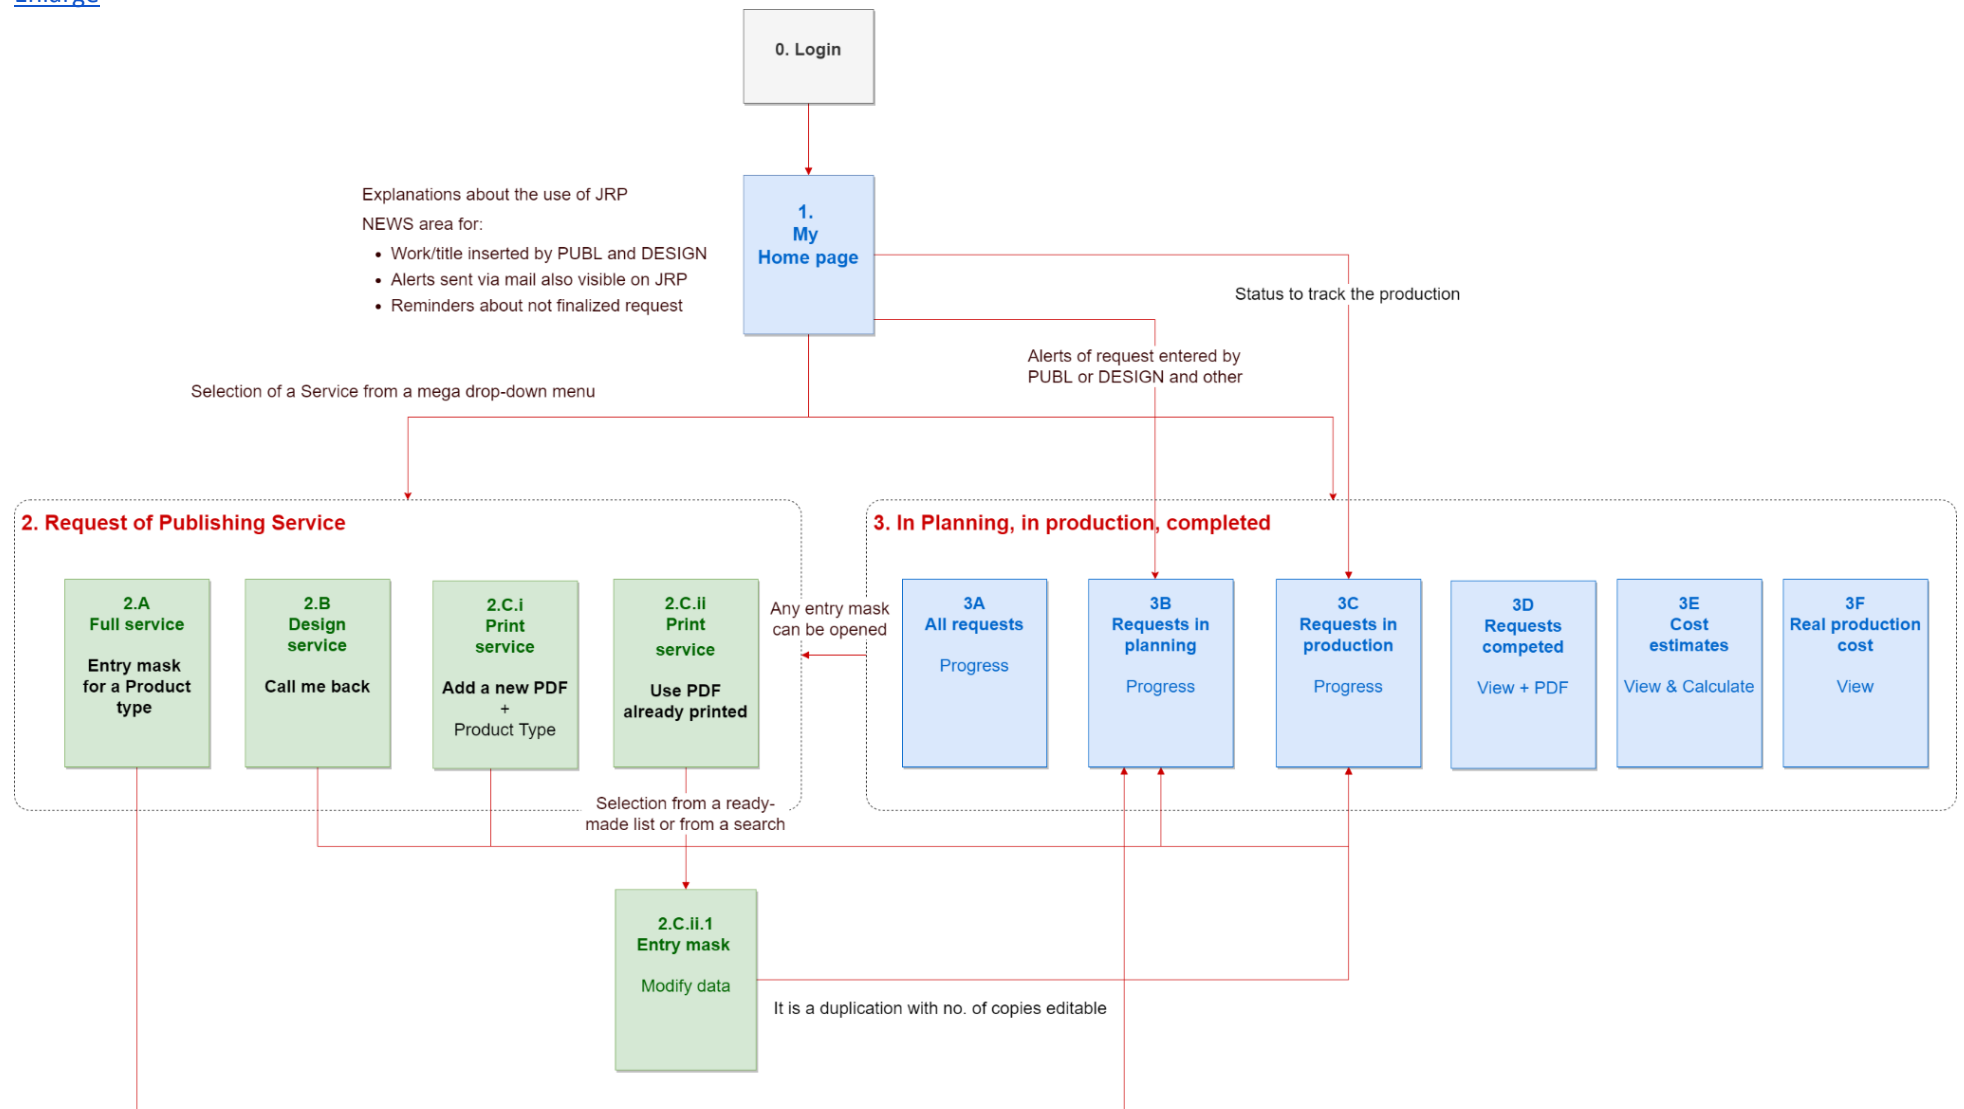 Enlarge
0. Login
1.
My
Home page
Explanations about the use of JRP
NEWS area for:
• Work/title inserted by PUBL and DESIGN
• Alerts sent via mail also visible on JRP
• Reminders about not finalized request
Status to track the production
Alerts of request entered by
PUBL or DESIGN and other
Selection of a Service from a mega drop-down menu
2. Request of Publishing Service
2.A
Full service
Entry mask
for a Product
type
2.B
Design
service
Call me back
2.C.i
Print
service
Add a new PDF
+
Product Type
2.C.ii
Print
service
Use PDF
already printed
Any entry mask
can be opened
3. In Planning, in production, completed
3A
All requests
Progress
3B
Requests in
planning
Progress
3C
Requests in
production
Progress
3D
Requests
competed
View + PDF
3E
Cost
estimates
View & Calculate
3F
Real production
cost
View
Selection from a ready-
made list or from a search
2.C.ii.1
Entry mask
Modify data
It is a duplication with no. of copies editable